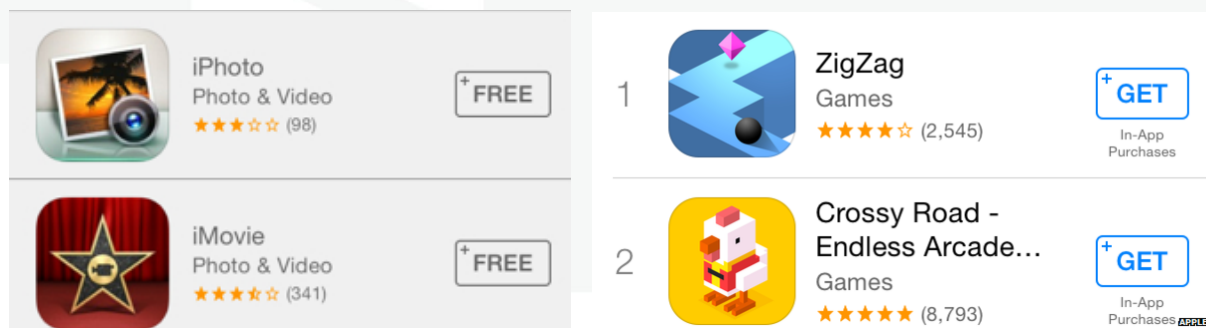 iPhoto
Photo & Video
(98)
+ FREE
iMovie
Photo & Video
(341)
+ FREE
1
ZigZag
Games
(2,545)
+ GET
In-App
Purchases
2
Crossy Road -
Endless Arcade...
Games
(8,793)
+ GET
In-App
Purchases
APPLE